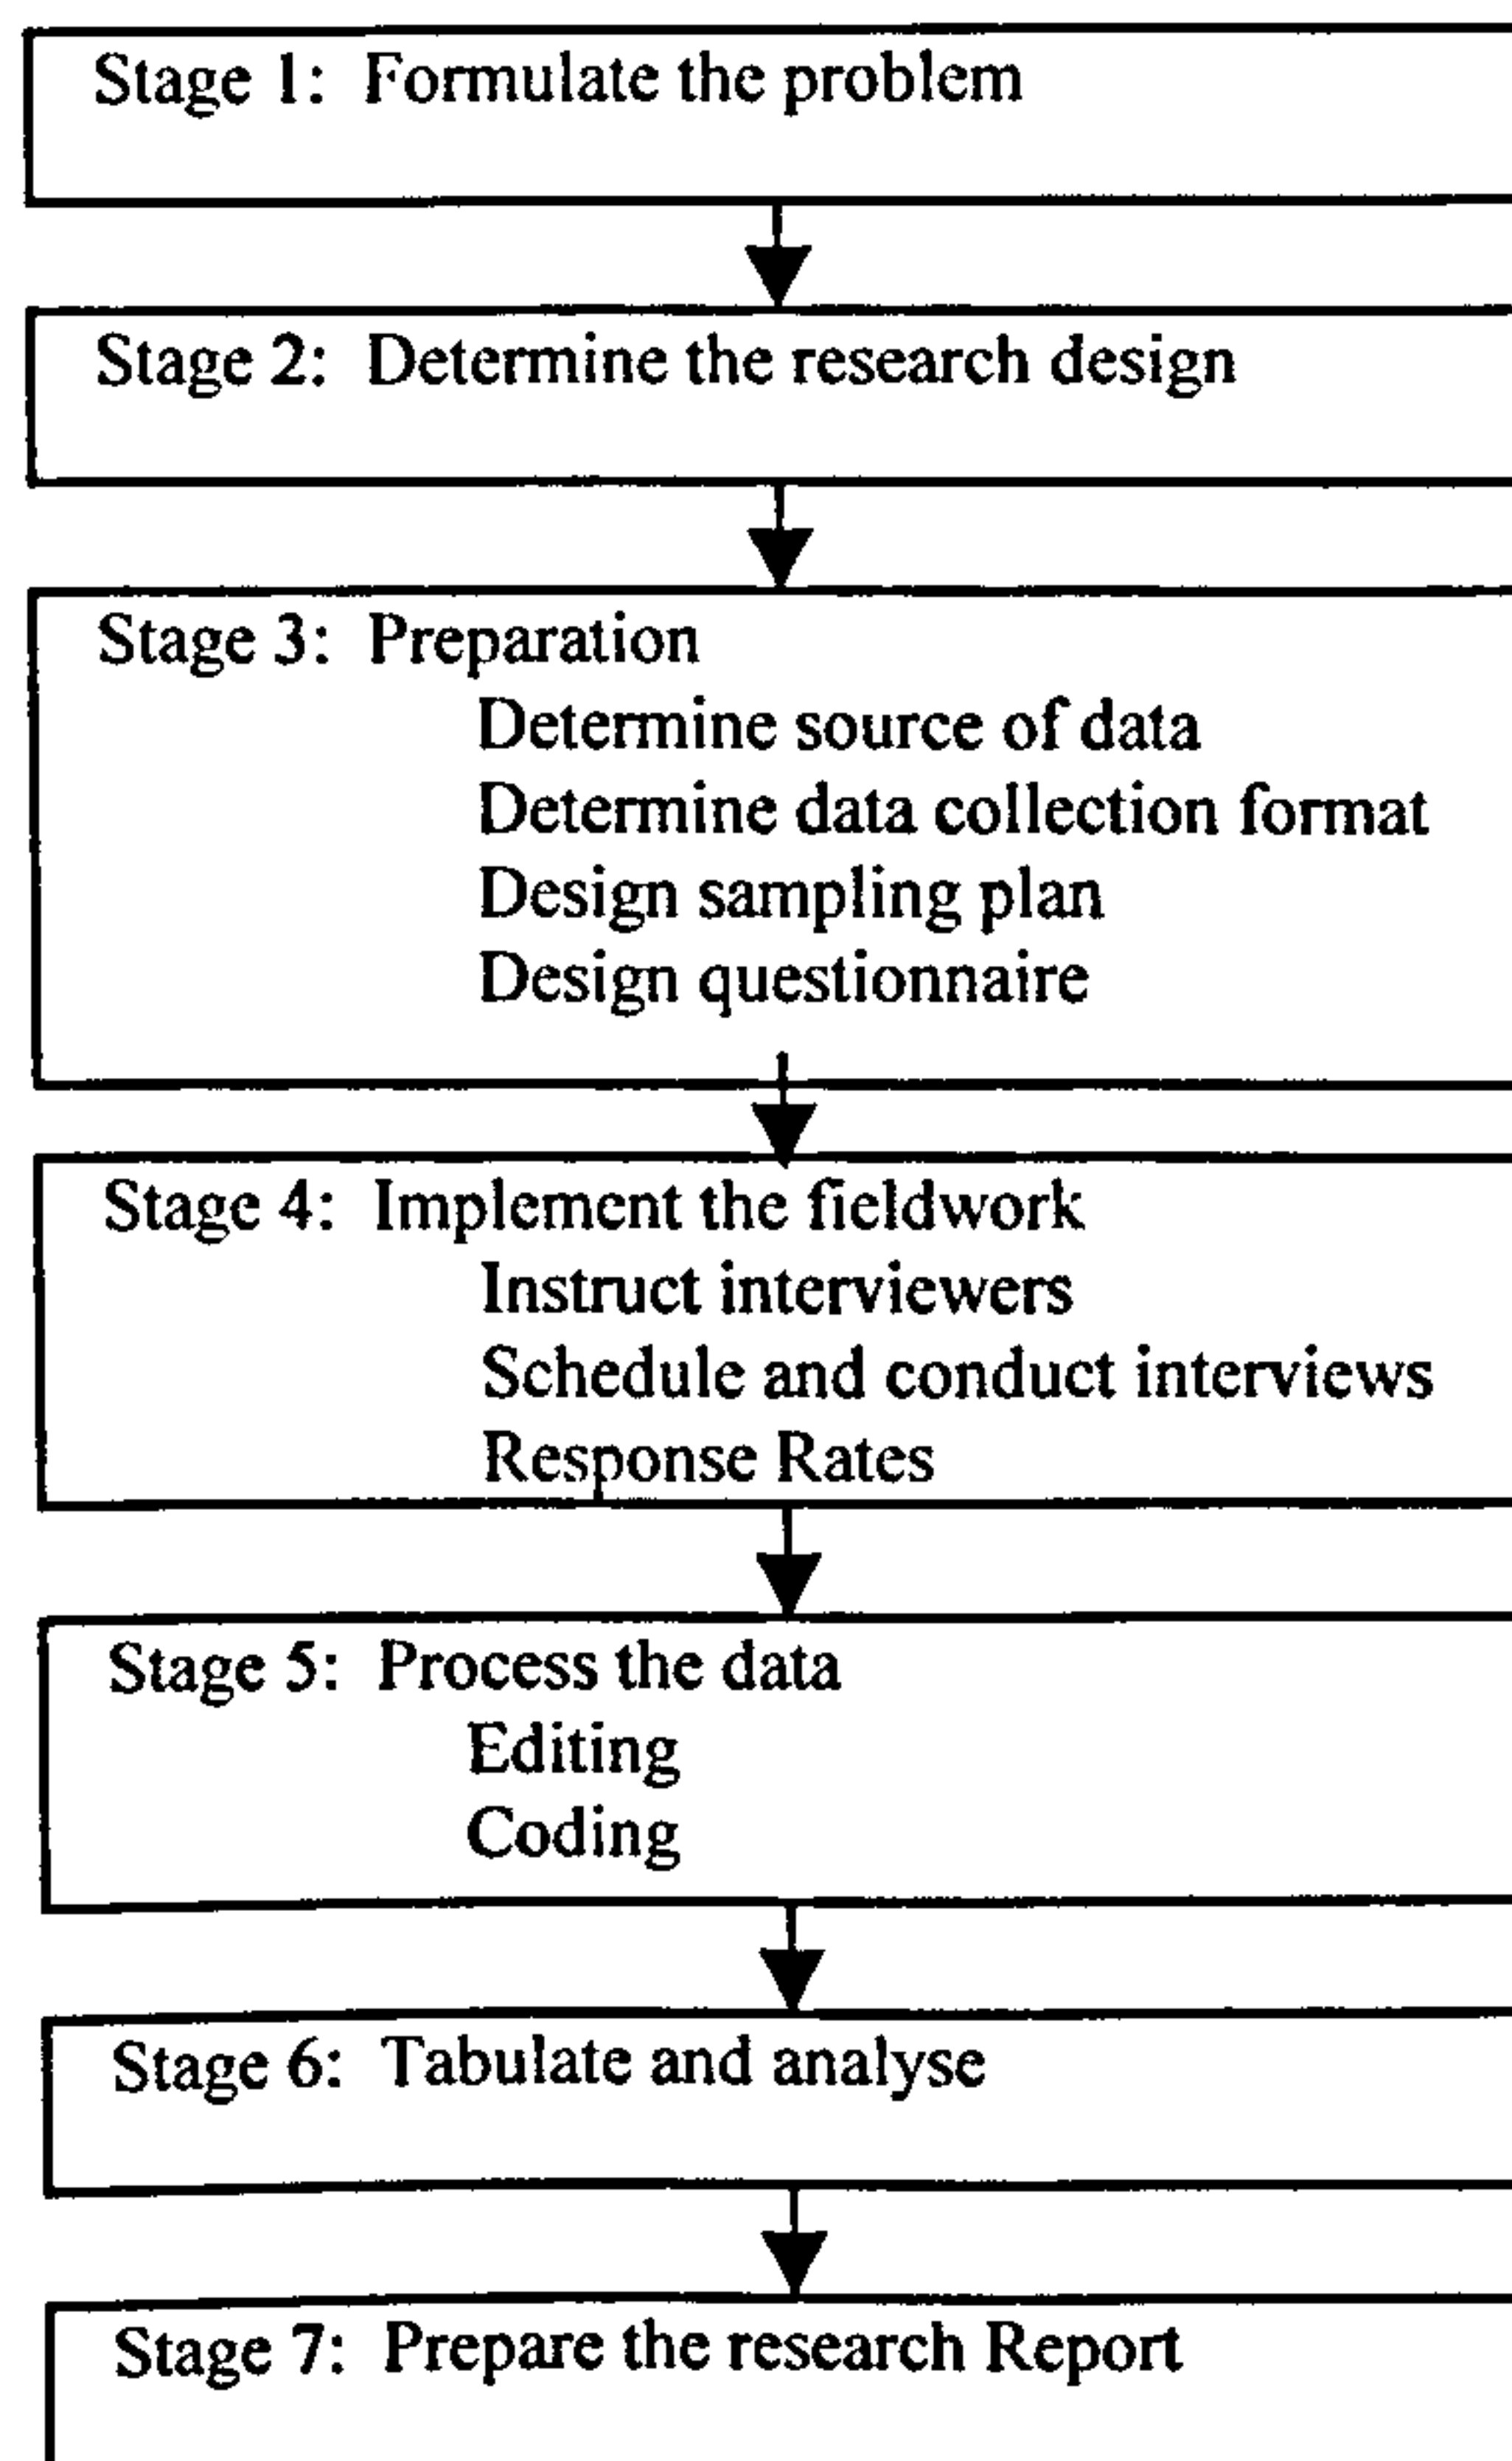 Stage 1: Formulate the problem
Stage 2: Determine the research design
Stage 3: Preparation
Determine source of data
Determine data collection format
Design sampling plan
Design questionnaire
Stage 4: Implement the fieldwork
Instruct interviewers
Schedule and conduct interviews
Response Rates
Stage 5: Process the data
Editing
Coding
Stage 6: Tabulate and analyse
Stage 7: Prepare the research Report